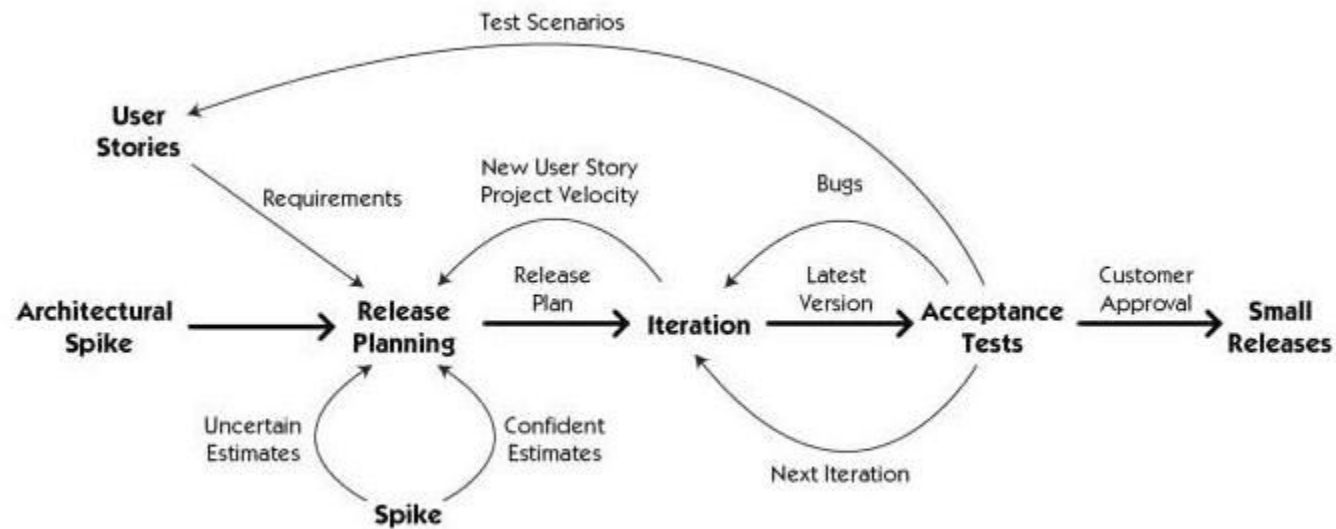 Test Scenarios
User
Stories
New User Story
Project Velocity
Bugs
Requirements
Architectural
Spike
Release
Planning
Release
Plan
Iteration
Latest
Version
Acceptance
Tests
Customer
Approval
Small
Releases
Uncertain
Estimates
Confident
Estimates
Next Iteration
Spike